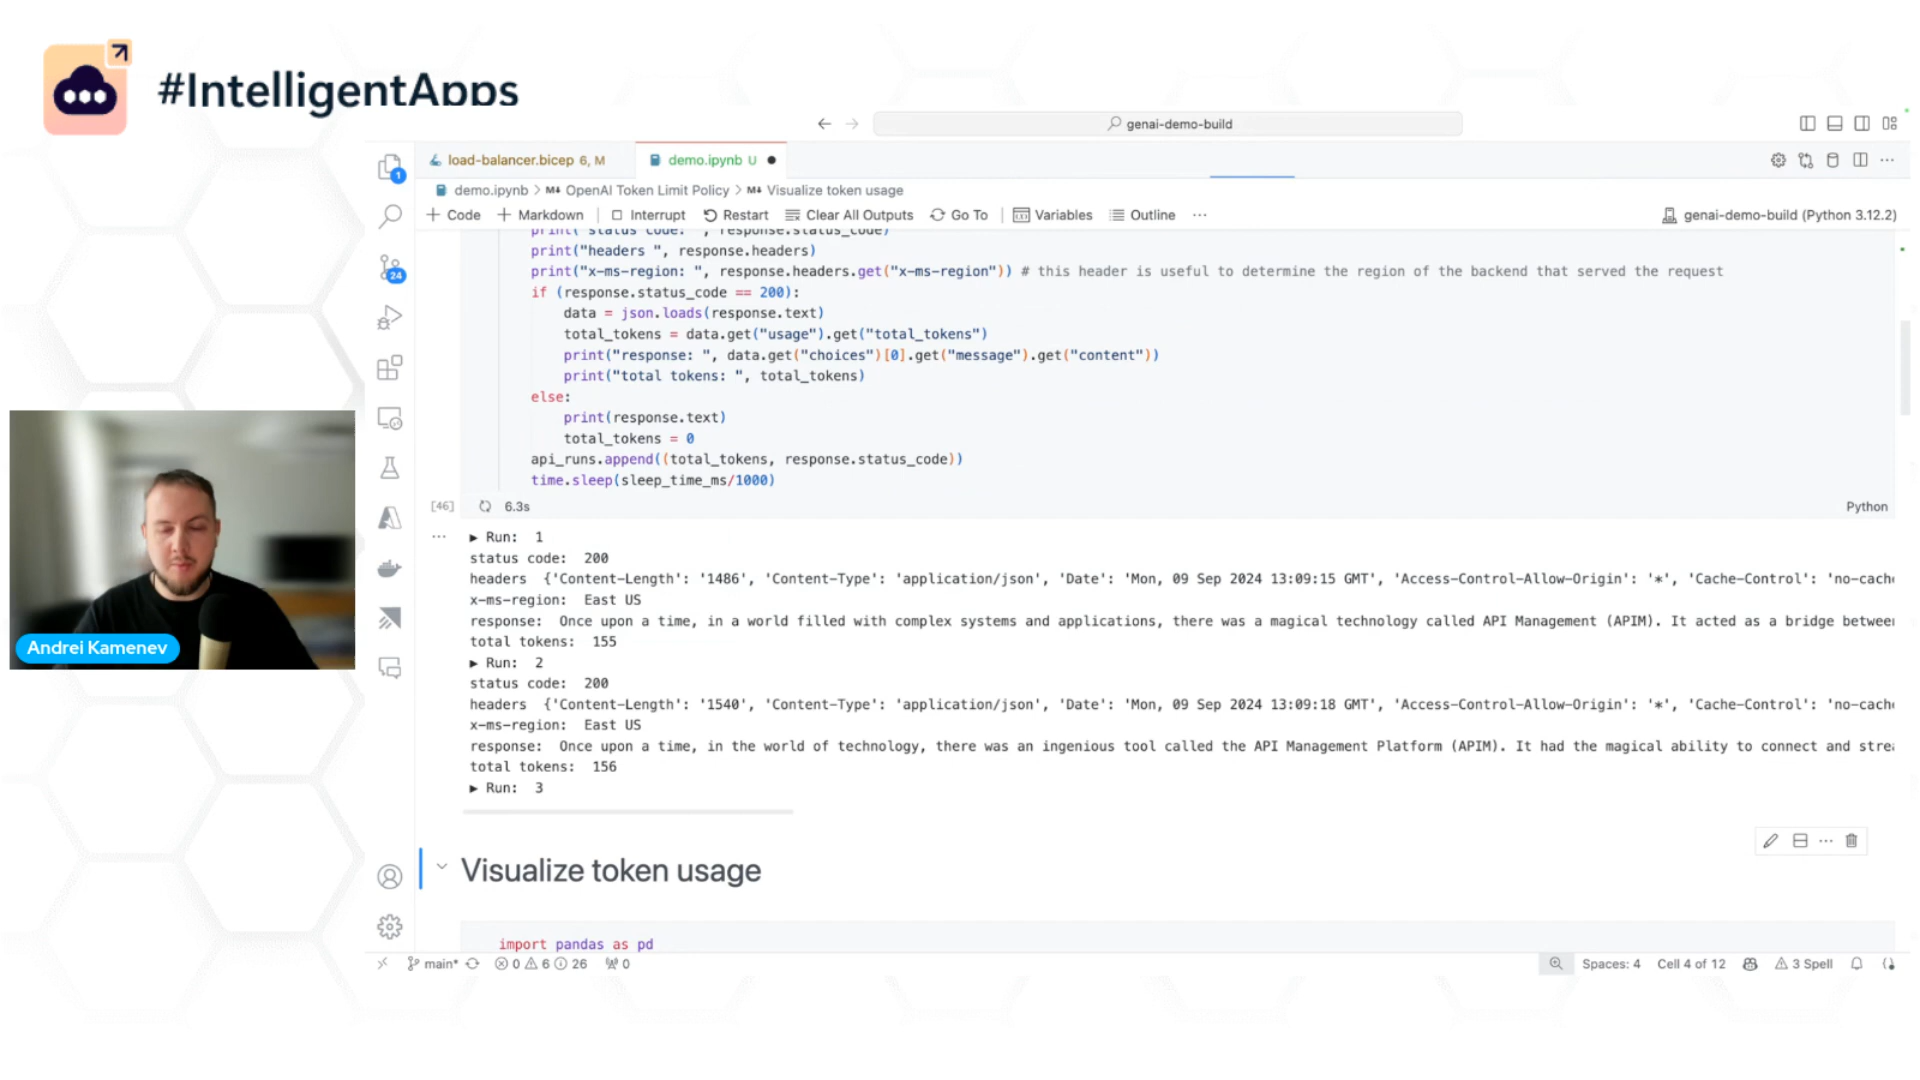 #IntelligentApps
genai-demo-build
load-balancer.bicep 6, M
demo.ipynb U
demo.ipynb > M↓ OpenAI Token Limit Policy > M↓ Visualize token usage
+ Code + Markdown | Interrupt Restart Clear All Outputs Go To | Variables Outline ...
genai-demo-build (Python 3.12.2)
print("status code: ", response.status_code)
print("headers ", response.headers)
print("x-ms-region: ", response.headers.get("x-ms-region")) # this header is useful to determine the region of the backend that served the request
if (response.status_code == 200):
data = json.loads(response.text)
total_tokens = data.get("usage").get("total_tokens")
print("response: ", data.get("choices")[0].get("message").get("content"))
print("total tokens: ", total_tokens)
else:
print(response.text)
total_tokens = 0
api_runs.append((total_tokens, response.status_code))
time.sleep(sleep_time_ms/1000)
[46] 6.3s
Python
... ▶ Run: 1
status code: 200
headers {'Content-Length': '1486', 'Content-Type': 'application/json', 'Date': 'Mon, 09 Sep 2024 13:09:15 GMT', 'Access-Control-Allow-Origin': '*', 'Cache-Control': 'no-cache
x-ms-region: East US
response: Once upon a time, in a world filled with complex systems and applications, there was a magical technology called API Management (APIM). It acted as a bridge between
total tokens: 155
▶ Run: 2
status code: 200
headers {'Content-Length': '1540', 'Content-Type': 'application/json', 'Date': 'Mon, 09 Sep 2024 13:09:18 GMT', 'Access-Control-Allow-Origin': '*', 'Cache-Control': 'no-cache
x-ms-region: East US
response: Once upon a time, in the world of technology, there was an ingenious tool called the API Management Platform (APIM). It had the magical ability to connect and strea
total tokens: 156
▶ Run: 3
Visualize token usage
import pandas as pd
main* 0 6 26 0
Spaces: 4 Cell 4 of 12 3 Spell
1
24
Andrei Kamenev